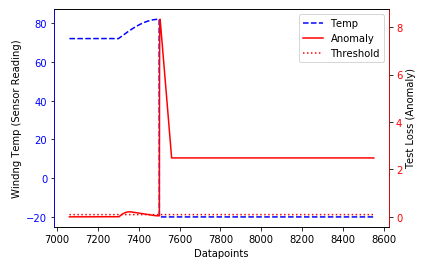 Temp
Anomaly
Threshold
80
60
40
20
0
−20
8
6
4
2
0
7000 7200 7400 7600 7800 8000 8200 8400 8600
Datapoints
Windng Temp (Sensor Reading)
Test Loss (Anomaly)